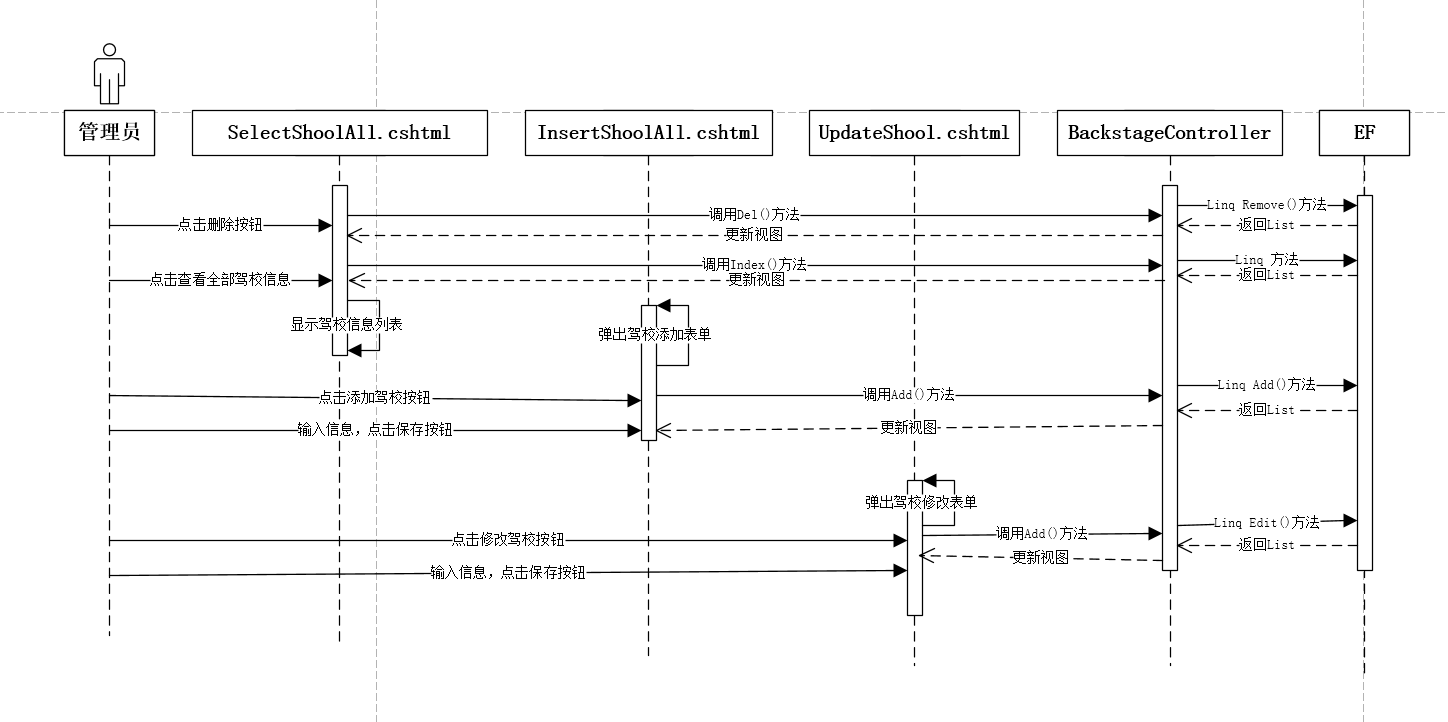 管理员
SelectShoolAll.cshtml
InsertShoolAll.cshtml
UpdateShool.cshtml
BackstageController
EF
点击删除按钮
调用Del()方法
Linq Remove()方法
返回List
更新视图
点击查看全部驾校信息
调用Index()方法
Linq 方法
返回List
更新视图
显示驾校信息列表
弹出驾校添加表单
点击添加驾校按钮
调用Add()方法
Linq Add()方法
返回List
输入信息，点击保存按钮
更新视图
弹出驾校修改表单
点击修改驾校按钮
调用Add()方法
Linq Edit()方法
返回List
更新视图
输入信息，点击保存按钮